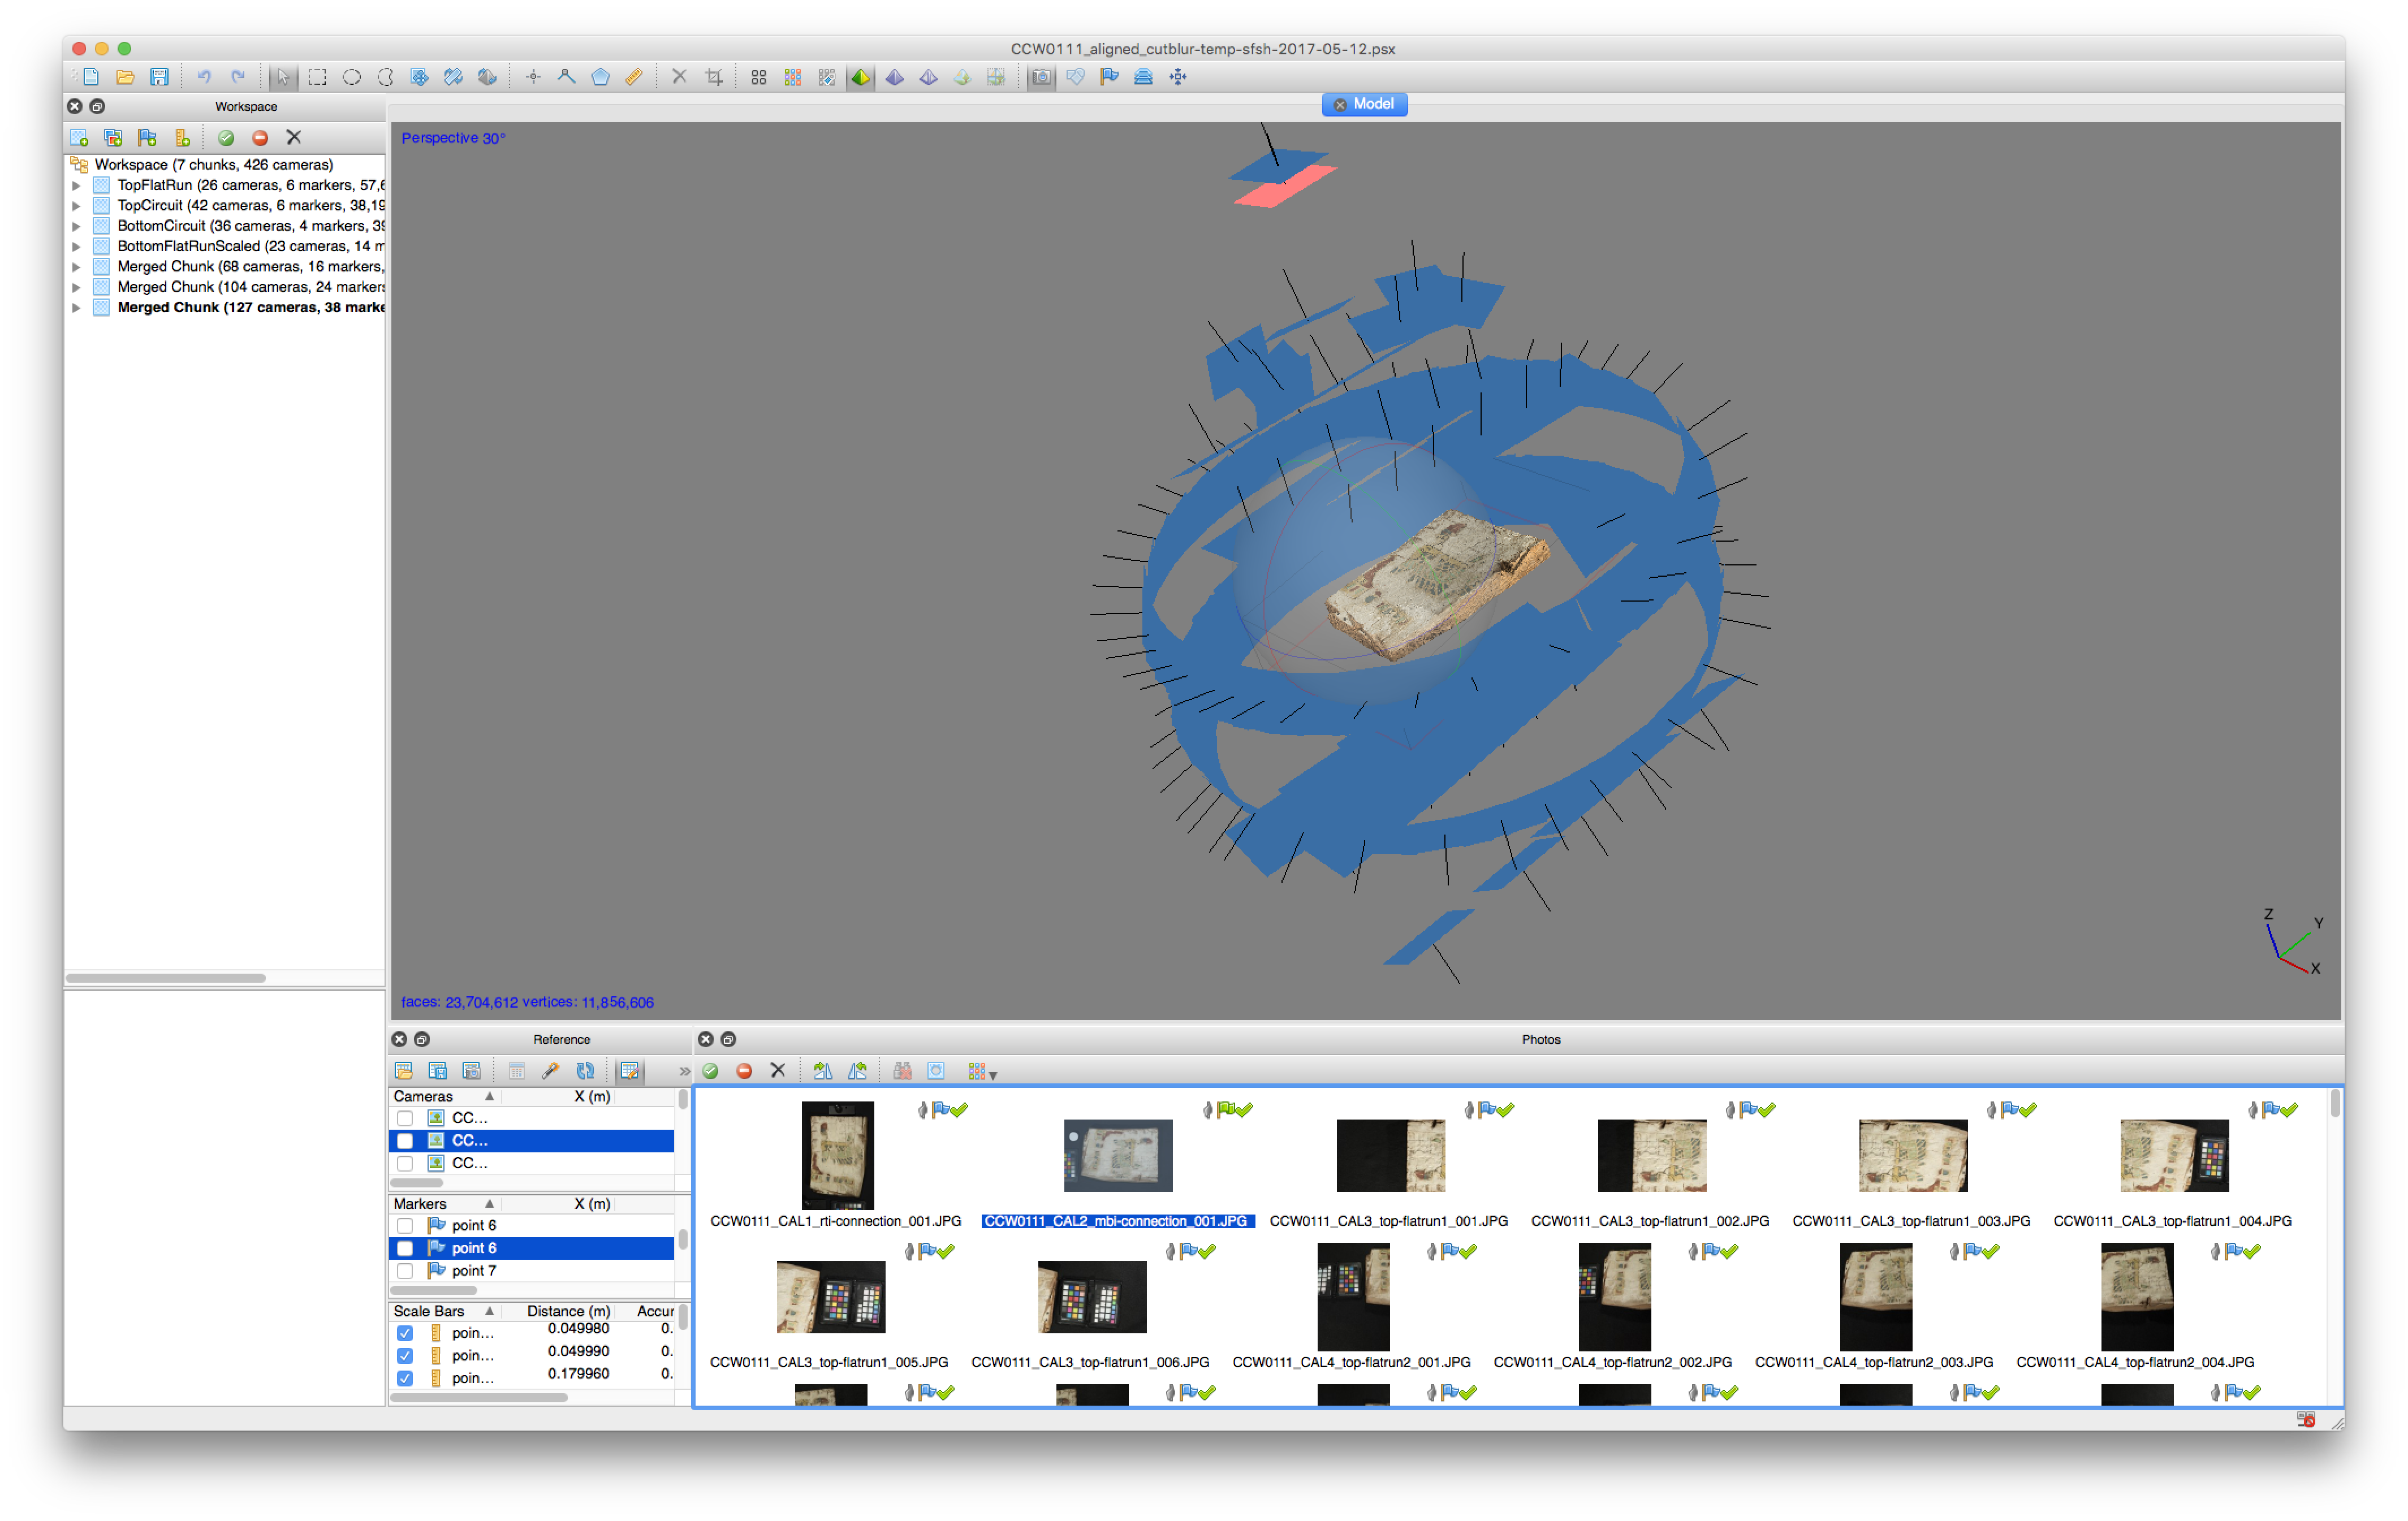 CCW0111_aligned_cutblur-temp-sfsh-2017-05-12.psx
Workspace
Model
Workspace (7 chunks, 426 cameras)
TopFlatRun (26 cameras, 6 markers, 57,6
TopCircuit (42 cameras, 6 markers, 38,19
BottomCircuit (36 cameras, 4 markers, 39
BottomFlatRunScaled (23 cameras, 14 m
Merged Chunk (68 cameras, 16 markers,
Merged Chunk (104 cameras, 24 markers
Merged Chunk (127 cameras, 38 marke
Perspective 30°
Z
Y
X
faces: 23,704,612 vertices: 11,856,606
Reference
»
Cameras X (m)
CC...
CC...
CC...
Markers X (m)
point 6
point 6
point 7
Scale Bars Distance (m) Accur
poin... 0.049980 0.
poin... 0.049990 0.
poin... 0.179960 0.
Photos
CCW0111_CAL1_rti-connection_001.JPG CCW0111_CAL2_mbi-connection_001.JPG CCW0111_CAL3_top-flatrun1_001.JPG CCW0111_CAL3_top-flatrun1_002.JPG CCW0111_CAL3_top-flatrun1_003.JPG CCW0111_CAL3_top-flatrun1_004.JPG
CCW0111_CAL3_top-flatrun1_005.JPG CCW0111_CAL3_top-flatrun1_006.JPG CCW0111_CAL4_top-flatrun2_001.JPG CCW0111_CAL4_top-flatrun2_002.JPG CCW0111_CAL4_top-flatrun2_003.JPG CCW0111_CAL4_top-flatrun2_004.JPG